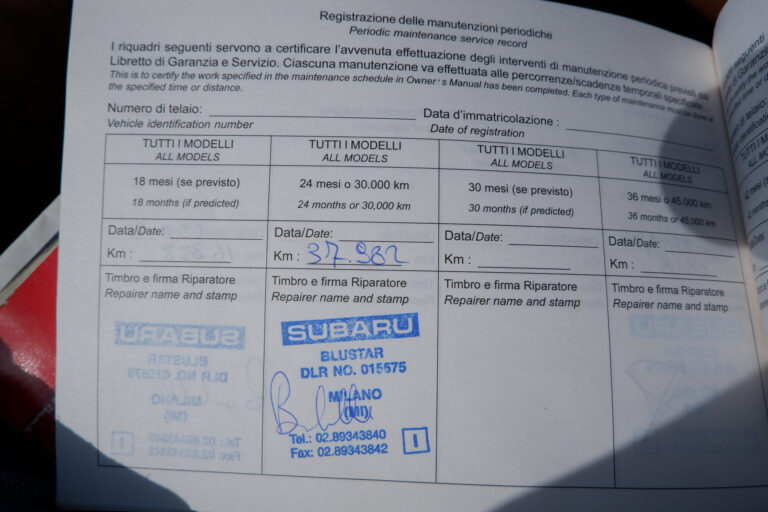 Registrazione delle manutenzioni periodiche
Periodic maintenance service record
I riquadri seguenti servono a certificare l'avvenuta effettuazione degli interventi di manutenzione periodica previsti dal
Libretto di Garanzia e Servizio. Ciascuna manutenzione va effettuata alle percorrenze/scadenze temporali specificate.
This is to certify the work specified in the maintenance schedule in Owner's Manual has been completed. Each type of maintenance must be done at
the specified time or distance.
Numero di telaio: Data d'immatricolazione :
Vehicle identification number Date of registration
TUTTI I MODELLI TUTTI I MODELLI TUTTI I MODELLI TUTTI I MODELLI
ALL MODELS ALL MODELS ALL MODELS ALL MODELS
18 mesi (se previsto) 24 mesi o 30.000 km 30 mesi (se previsto) 36 mesi o 45.000 km
18 months (if predicted) 24 months or 30,000 km 30 months (if predicted) 36 months or 45,000 km
Data/Date: Data/Date: Data/Date: Data/Date:
Km : Km : 37.982 Km : Km :
Timbro e firma Riparatore Timbro e firma Riparatore Timbro e firma Riparatore Timbro e firma Riparatore
Repairer name and stamp Repairer name and stamp Repairer name and stamp Repairer name and stamp
SUBARU
BLUSTAR
DLR NO. 015575
MILANO
(MI)
Tel.: 02.89343840
Fax: 02.89343842
I